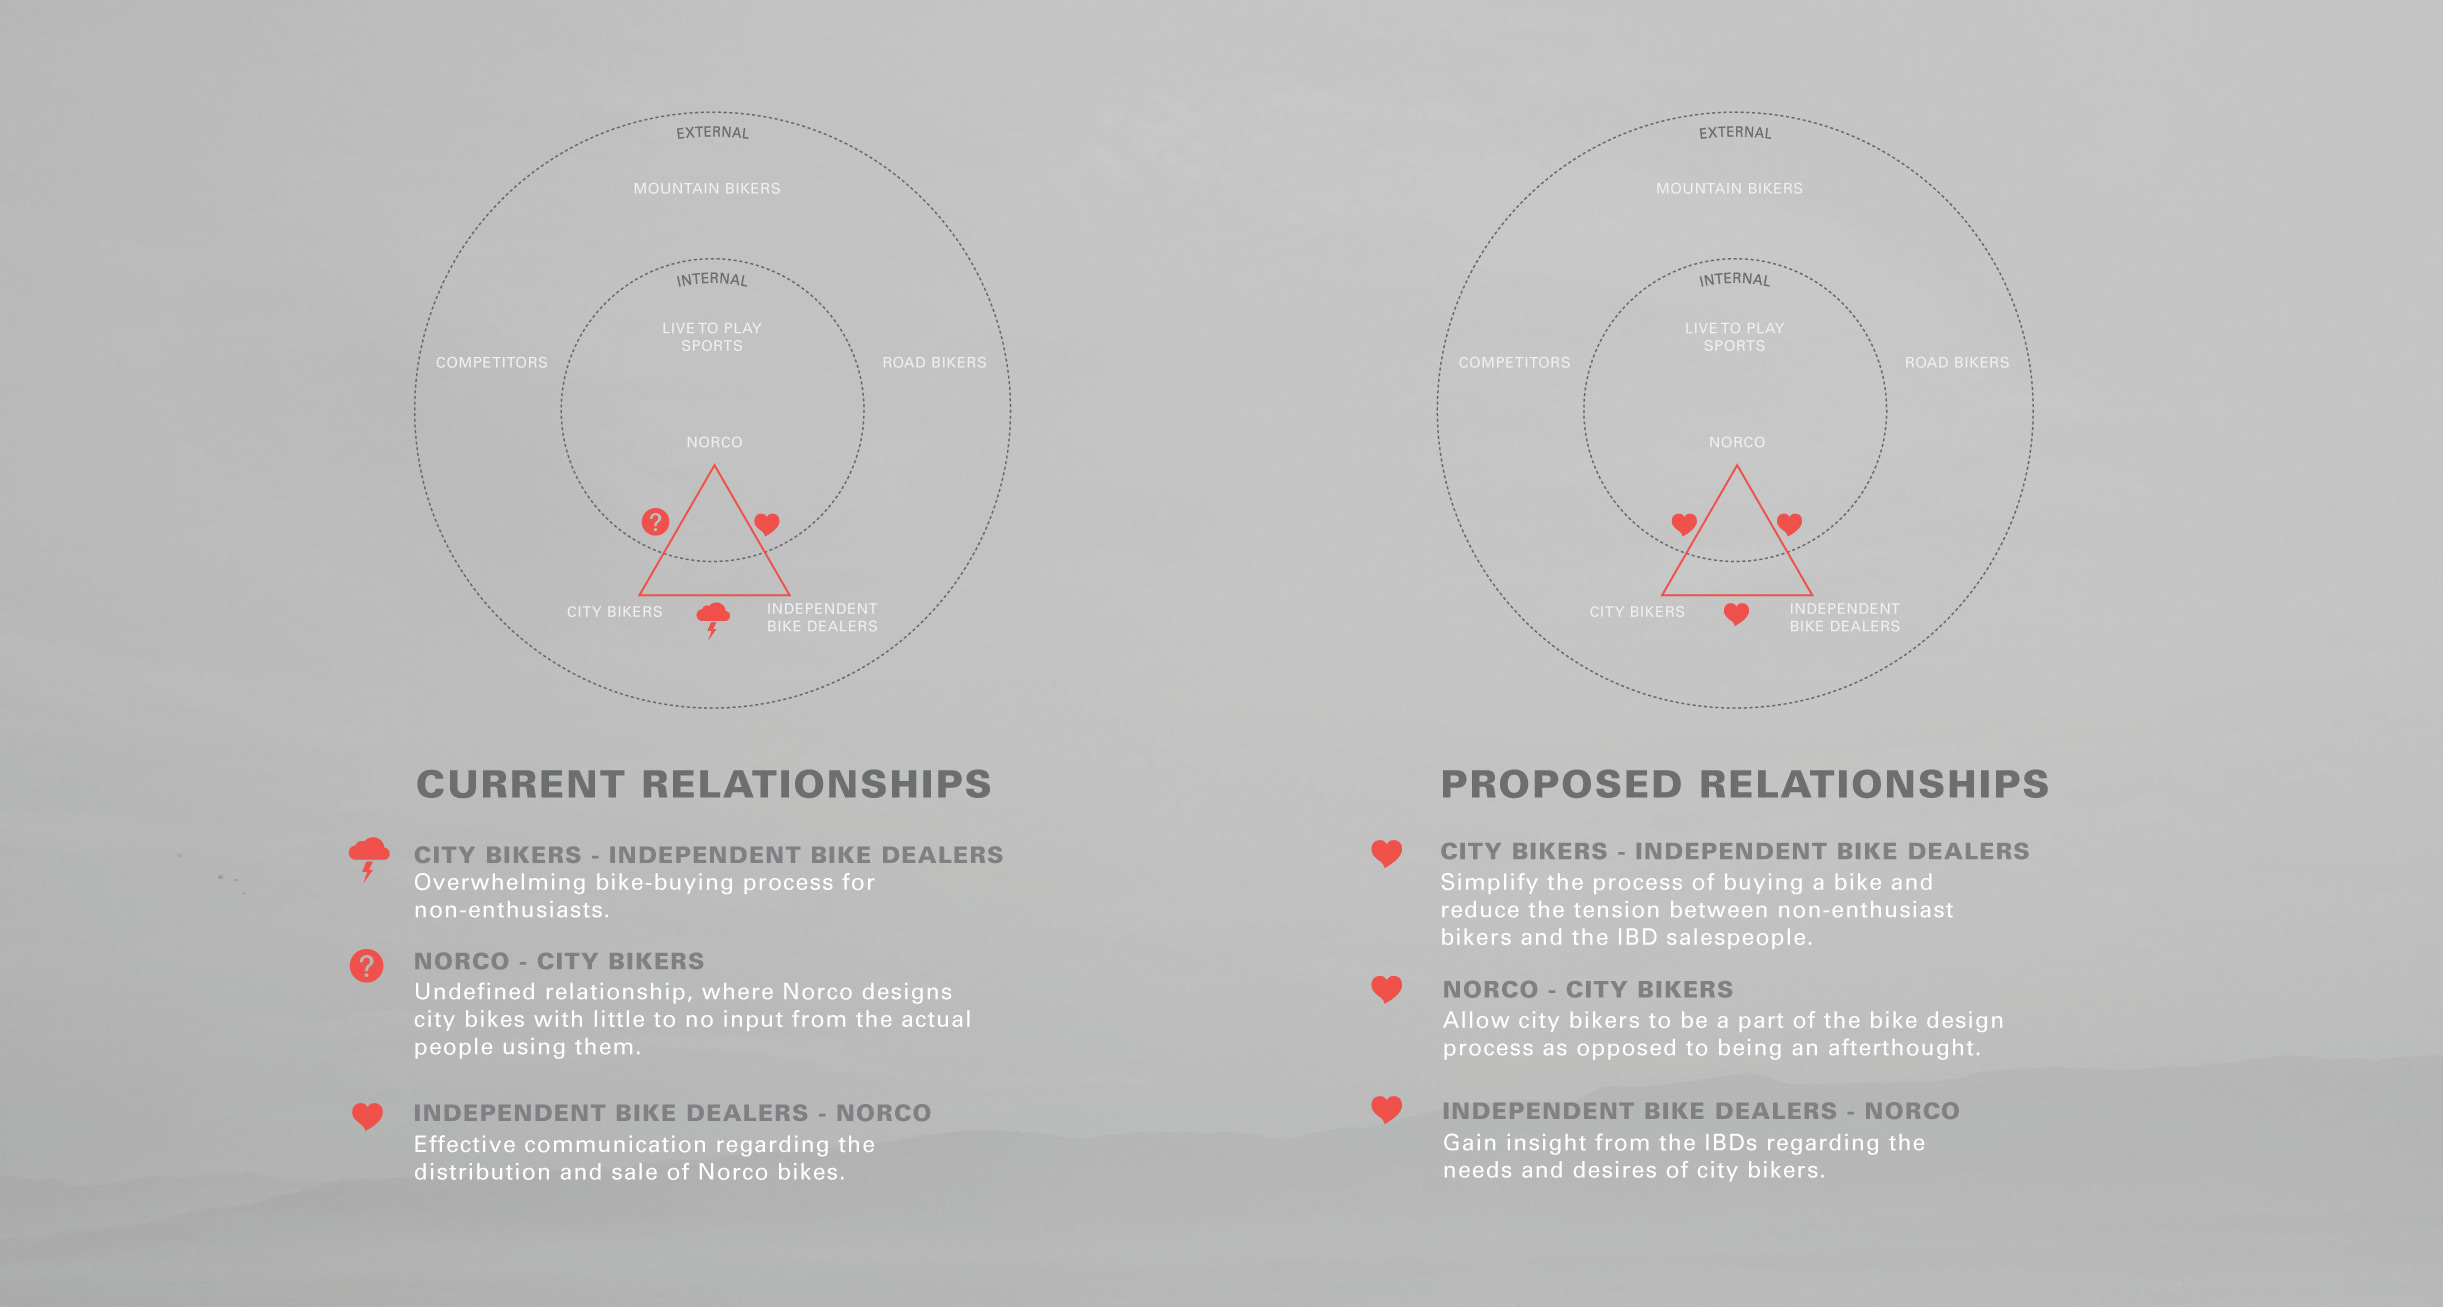 EXTERNAL
MOUNTAIN BIKERS
INTERNAL
LIVE TO PLAY
SPORTS
COMPETITORS
ROAD BIKERS
NORCO
?
CITY BIKERS
INDEPENDENT
BIKE DEALERS
CURRENT RELATIONSHIPS
CITY BIKERS - INDEPENDENT BIKE DEALERS
Overwhelming bike-buying process for
non-enthusiasts.
?
NORCO - CITY BIKERS
Undefined relationship, where Norco designs
city bikes with little to no input from the actual
people using them.
INDEPENDENT BIKE DEALERS - NORCO
Effective communication regarding the
distribution and sale of Norco bikes.
EXTERNAL
MOUNTAIN BIKERS
INTERNAL
LIVE TO PLAY
SPORTS
COMPETITORS
ROAD BIKERS
NORCO
CITY BIKERS
INDEPENDENT
BIKE DEALERS
PROPOSED RELATIONSHIPS
CITY BIKERS - INDEPENDENT BIKE DEALERS
Simplify the process of buying a bike and
reduce the tension between non-enthusiast
bikers and the IBD salespeople.
NORCO - CITY BIKERS
Allow city bikers to be a part of the bike design
process as opposed to being an afterthought.
INDEPENDENT BIKE DEALERS - NORCO
Gain insight from the IBDs regarding the
needs and desires of city bikers.